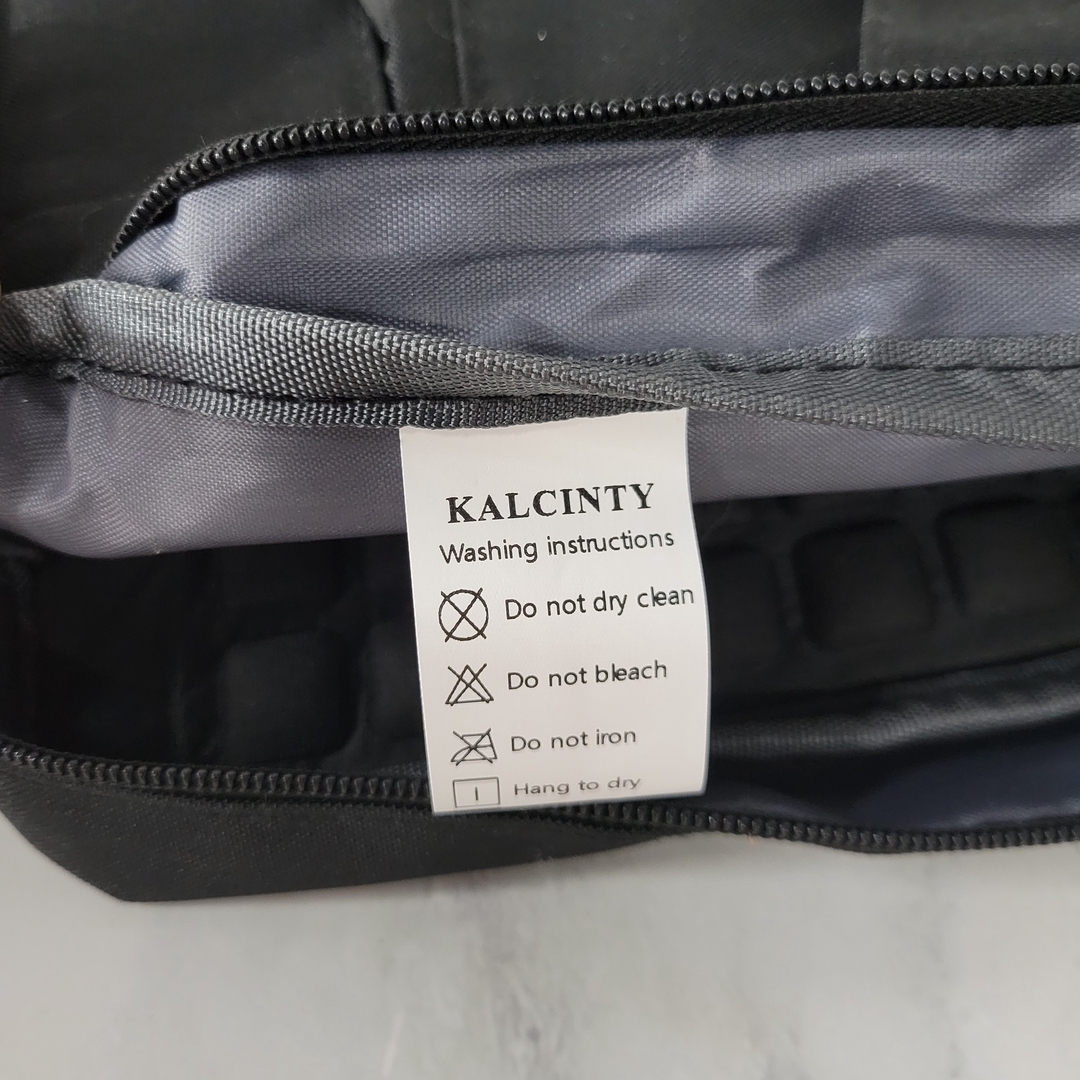 KALCINTY
Washing instructions
Do not dry clean
Do not bleach
Do not iron
Hang to dry